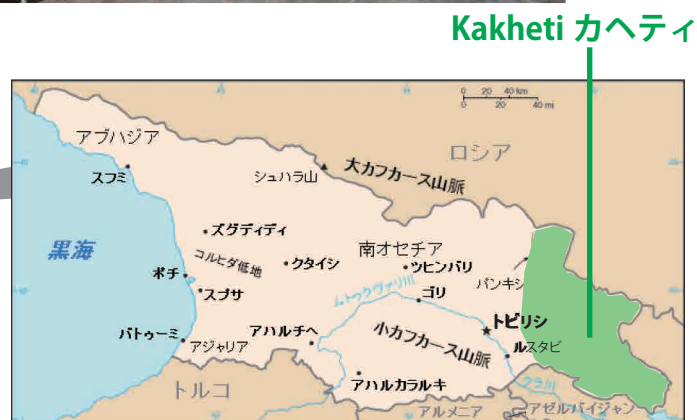 Kakheti カヘティ
0 20 40 km
0 20 40 mi
アブハジア
ロシア
スフミ
シュハラ山
大カフカース山脈
ズグディディ
黒海
コルヒダ低地
クタイシ
南オセチア
ツヒンバリ
パンキシ
ポチ
スプサ
ムトゥクヴァリ川
ゴリ
トビリシ
バトゥーミ
アジャリア
アハルチヘ
小カフカース山脈
ルスタビ
トルコ
アハルカラルキ
クラ川
アルメニア
アゼルバイジャン